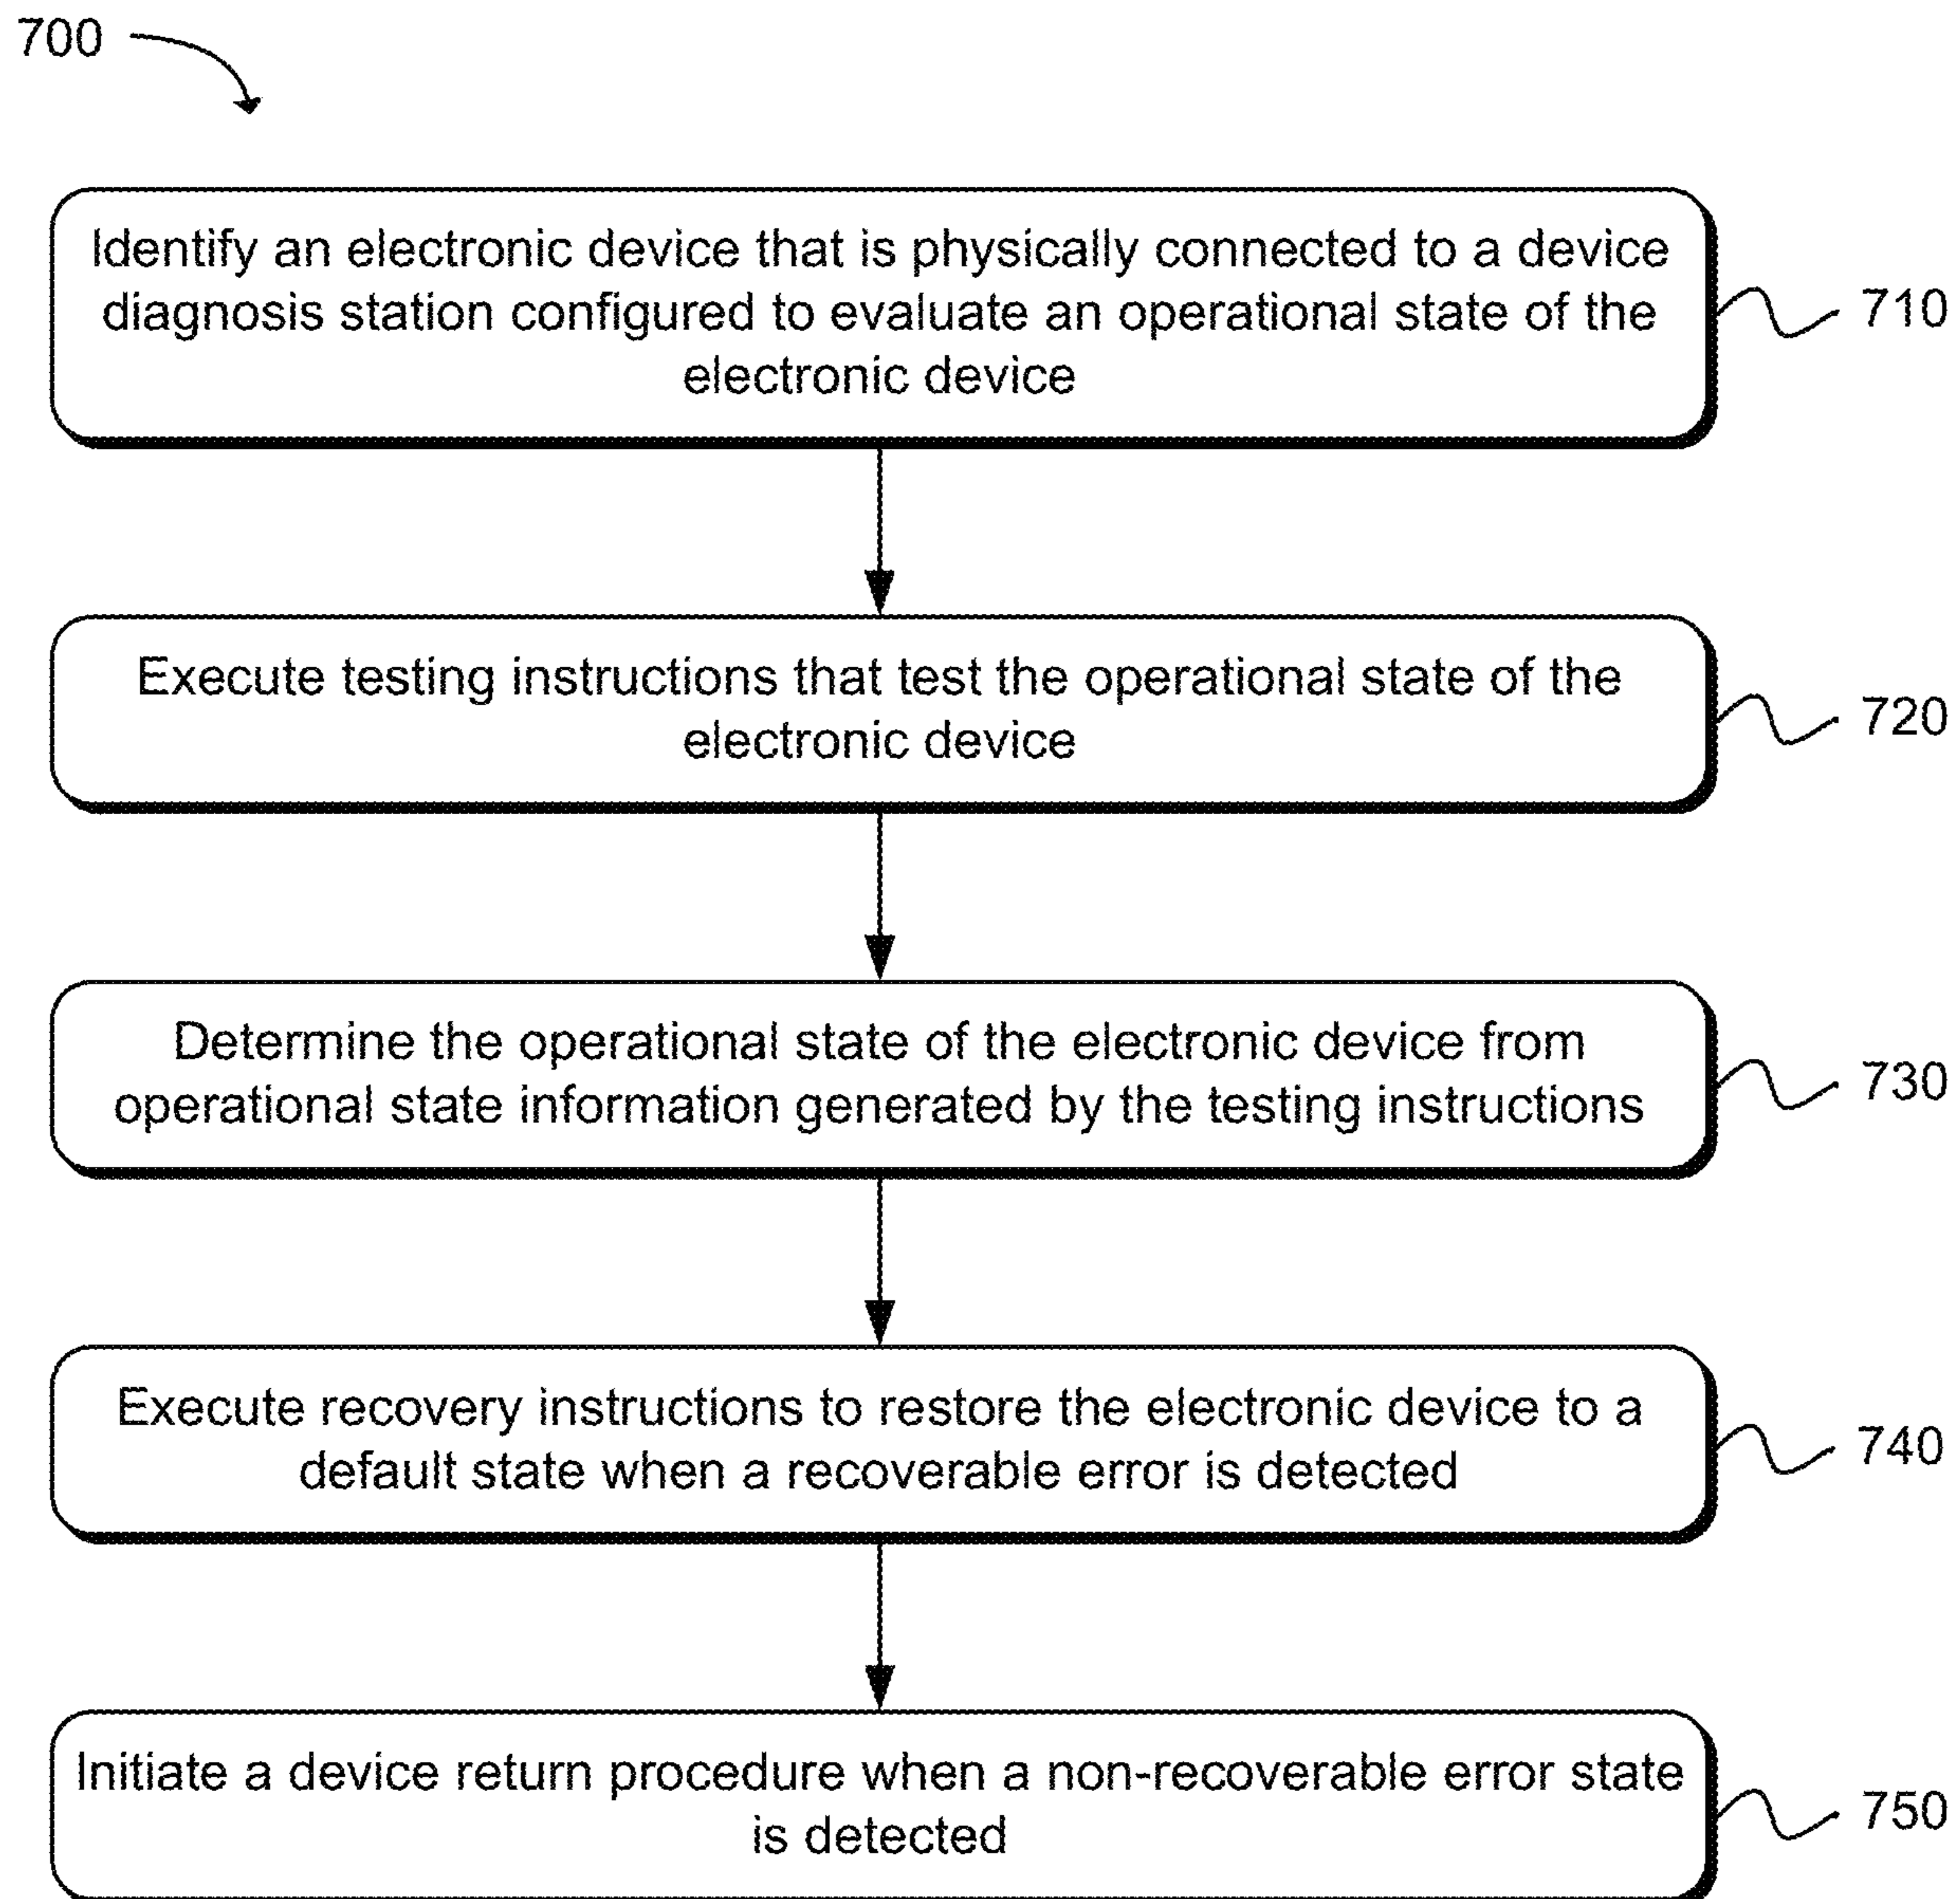 700
Identify an electronic device that is physically connected to a device
diagnosis station configured to evaluate an operational state of the
electronic device
710
Execute testing instructions that test the operational state of the
electronic device
720
Determine the operational state of the electronic device from
operational state information generated by the testing instructions
730
Execute recovery instructions to restore the electronic device to a
default state when a recoverable error is detected
740
Initiate a device return procedure when a non-recoverable error state
is detected
750